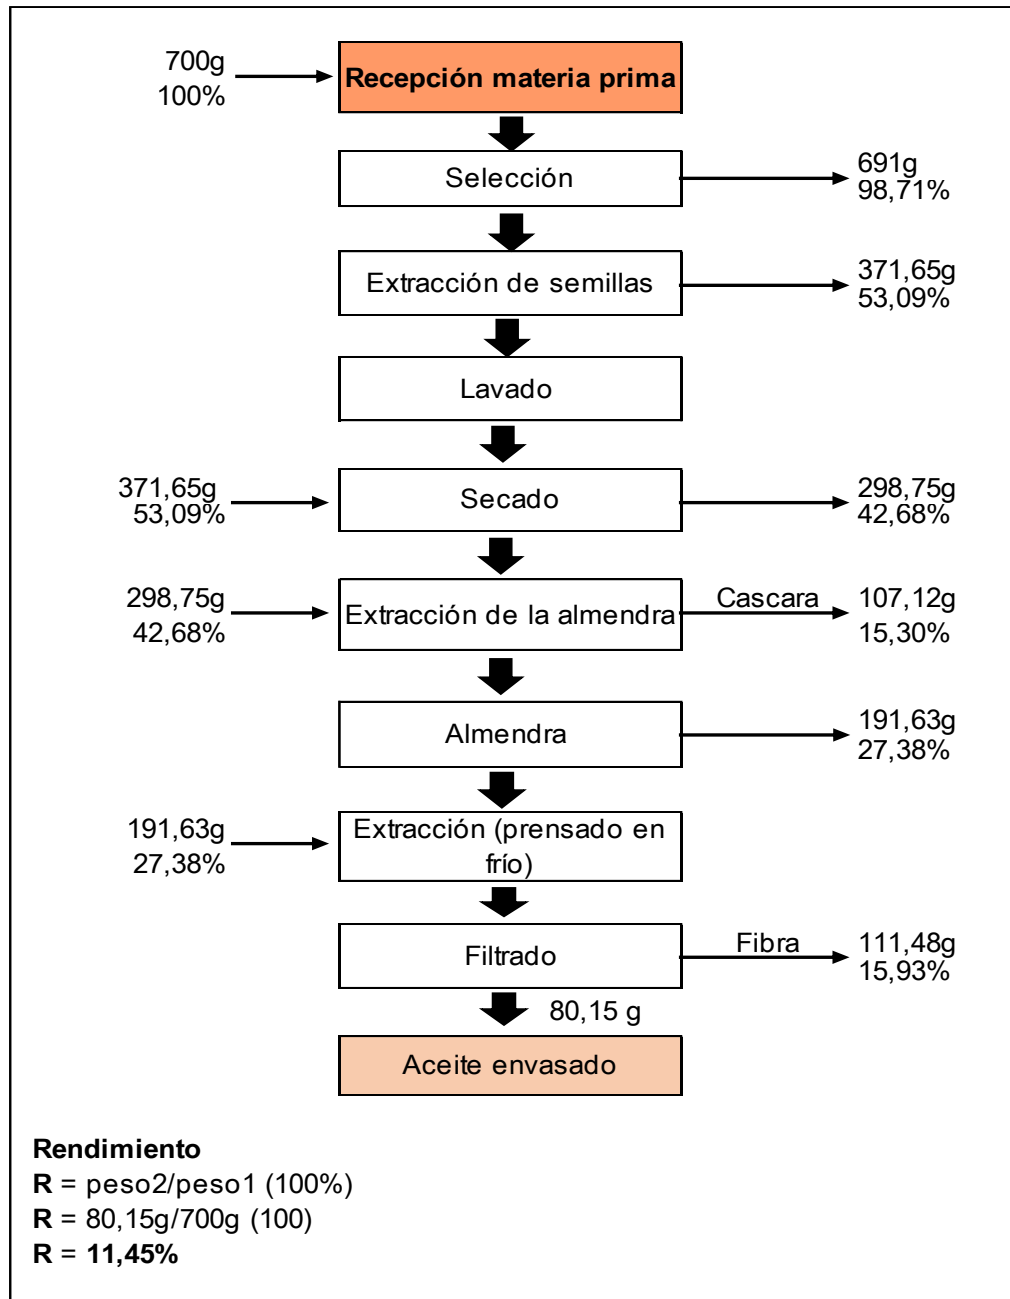 700g
100%
Recepción materia prima
Selección
691g
98,71%
Extracción de semillas
371,65g
53,09%
Lavado
371,65g
53,09%
Secado
298,75g
42,68%
298,75g
42,68%
Extracción de la almendra
Cascara
107,12g
15,30%
Almendra
191,63g
27,38%
191,63g
27,38%
Extracción (prensado en
frío)
Filtrado
Fibra
111,48g
15,93%
80,15 g
Aceite envasado
Rendimiento
R = peso2/peso1 (100%)
R = 80,15g/700g (100)
R = 11,45%